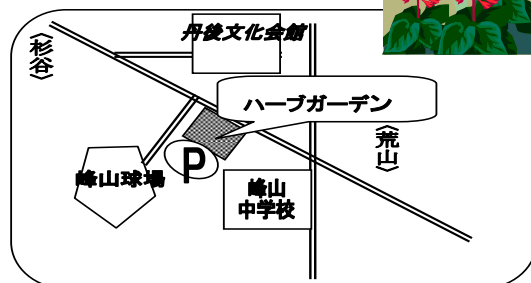 丹後文化会館
〈杉谷〉
ハーブガーデン
〈荒山〉
P
峰山球場
峰山
中学校